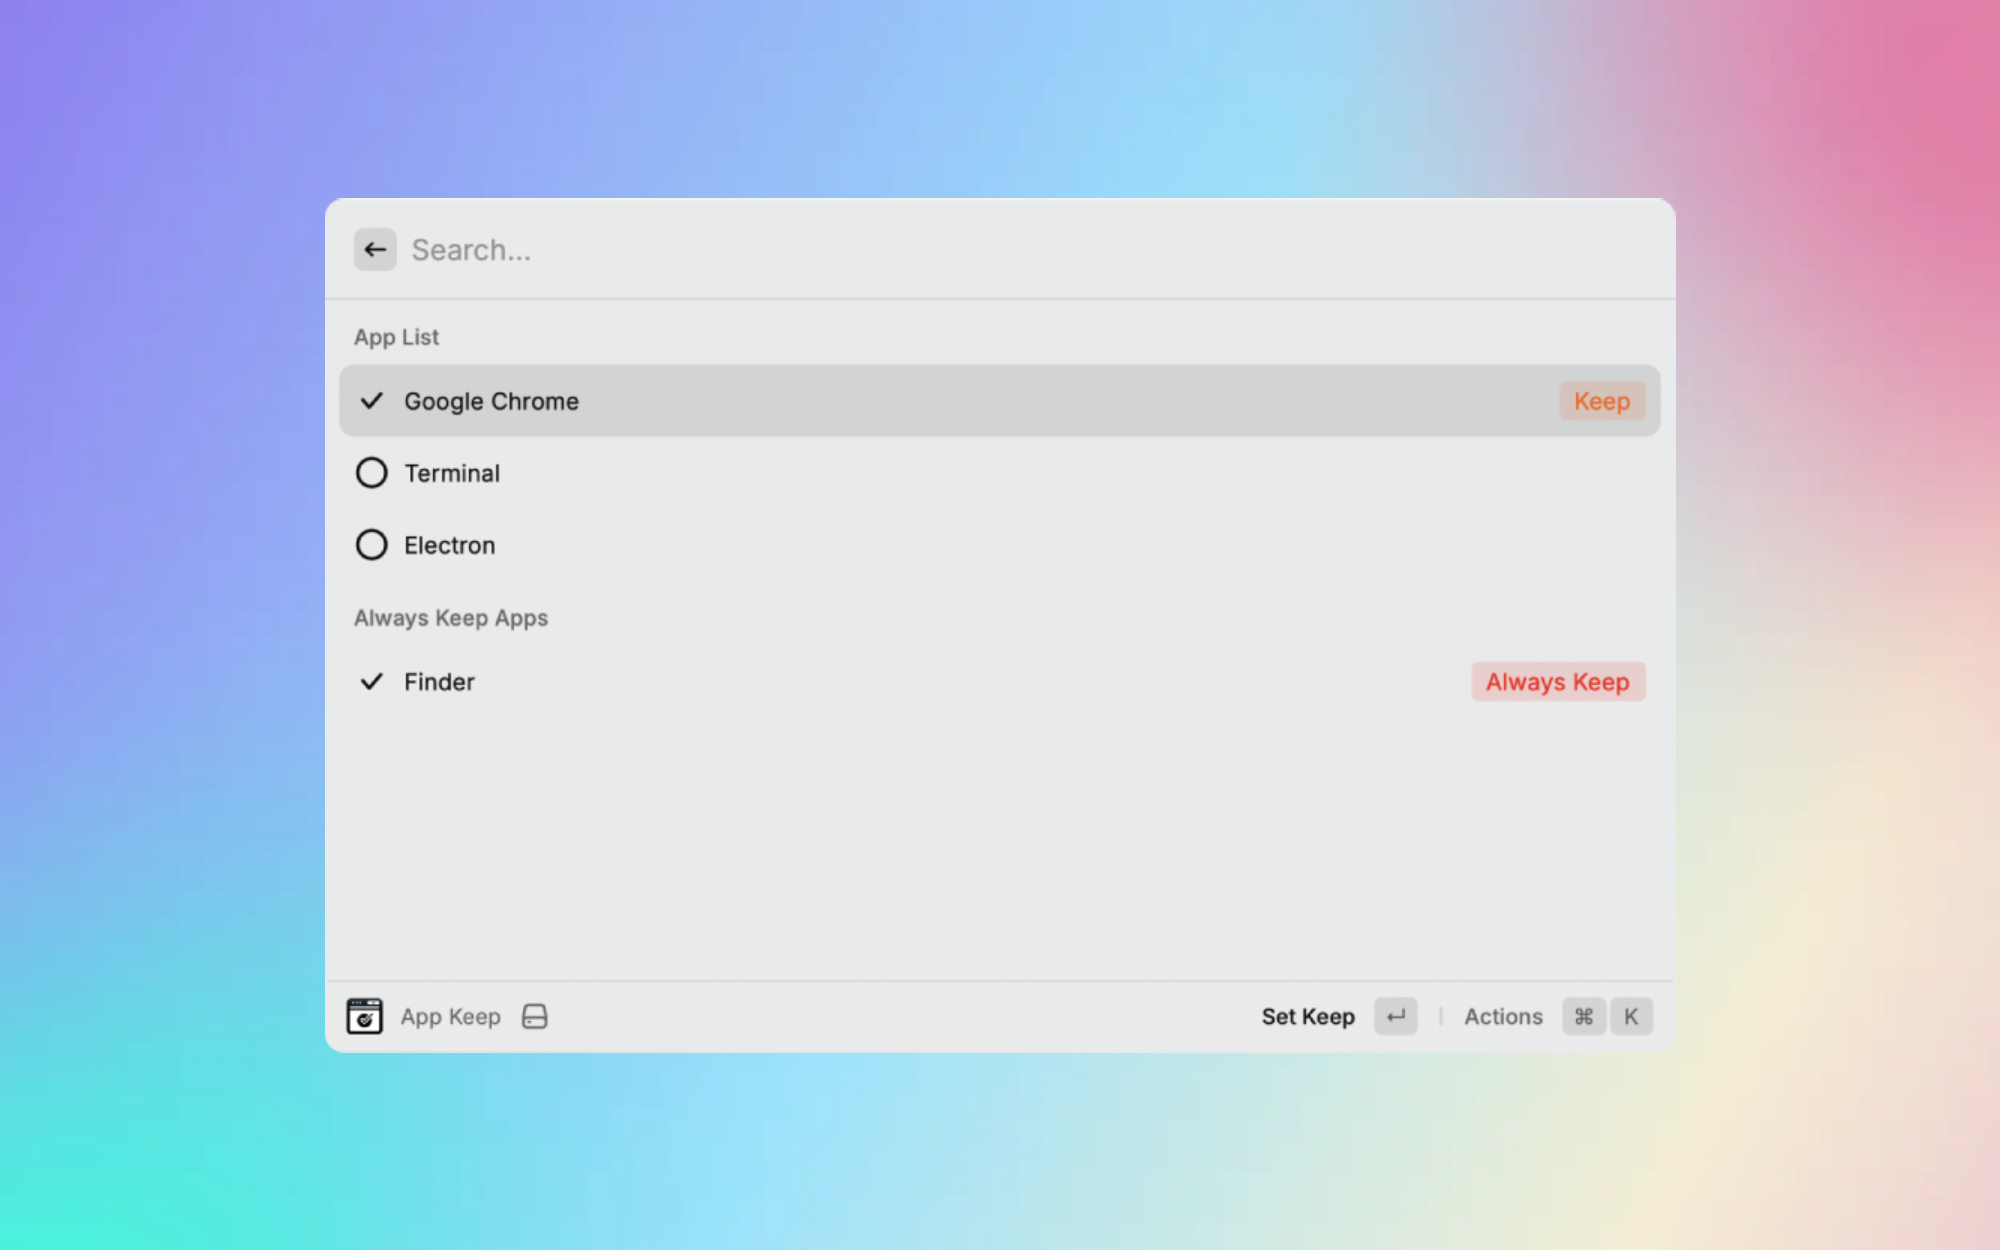 Search...
App List
Google Chrome Keep
Terminal
Electron
Always Keep Apps
Finder Always Keep
App Keep Set Keep ↵ Actions ⌘ K